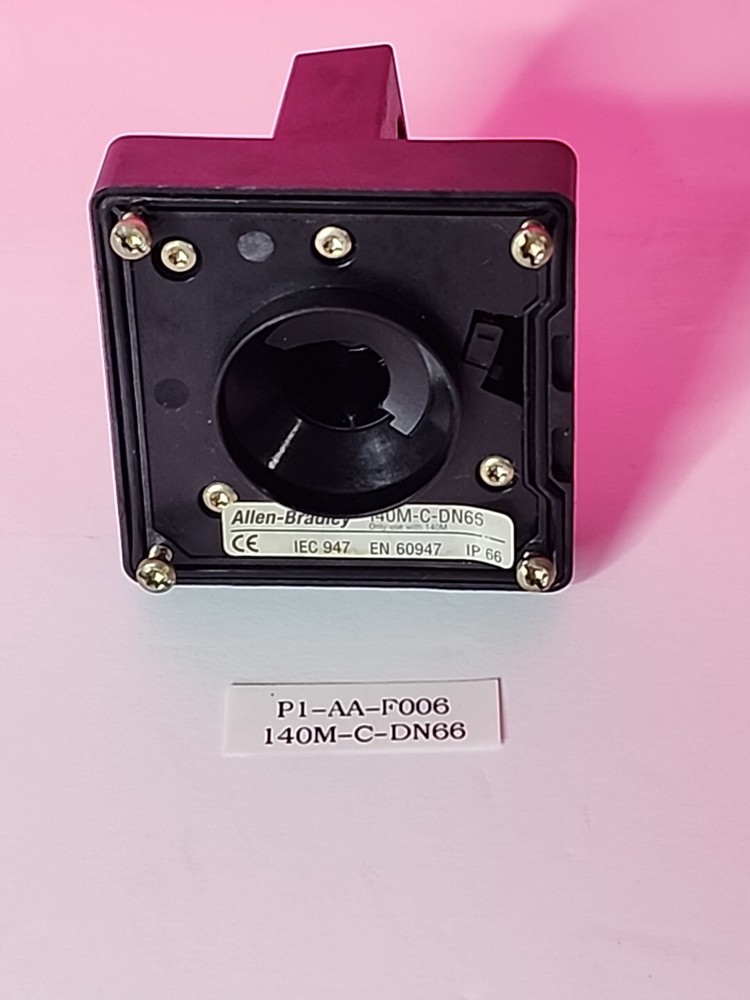 Allen-Bradley 140M-C-DN66
Only use with 140M
CE IEC 947 EN 60947 IP 66
P1-AA-F006
140M-C-DN66